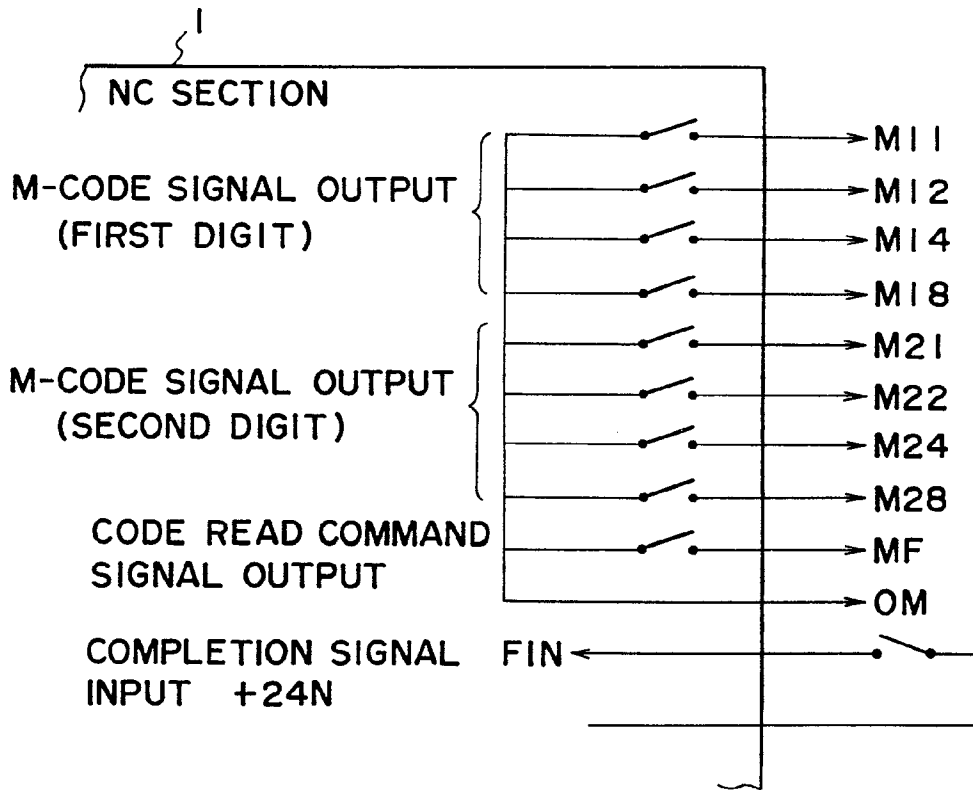 1
NC SECTION
M-CODE SIGNAL OUTPUT
(FIRST DIGIT)
M11
M12
M14
M18
M-CODE SIGNAL OUTPUT
(SECOND DIGIT)
M21
M22
M24
M28
CODE READ COMMAND
SIGNAL OUTPUT
MF
OM
COMPLETION SIGNAL FIN
INPUT +24N